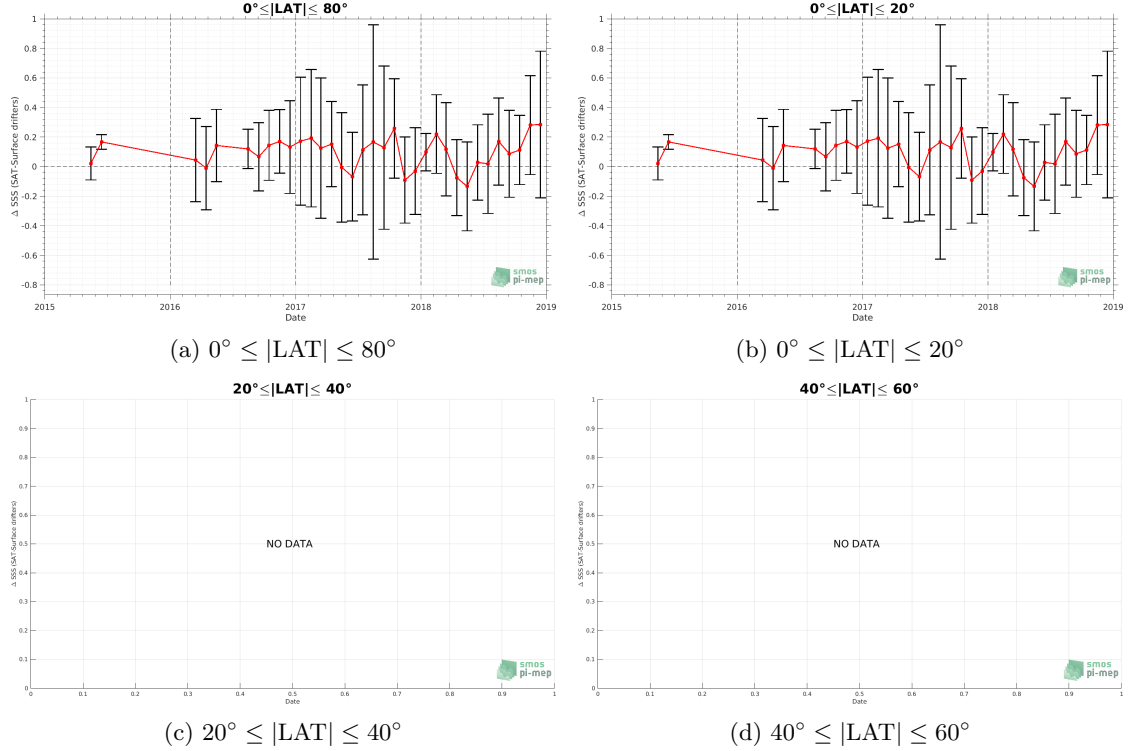 0°≤|LAT|≤ 80°
1
0.8
0.6
0.4
0.2
0
-0.2
-0.4
-0.6
-0.8
Δ SSS (SAT-Surface drifters)
2015
2016
2017
2018
2019
Date
smos
pi-mep
(a) 0° ≤ |LAT| ≤ 80°
0°≤|LAT|≤ 20°
1
0.8
0.6
0.4
0.2
0
-0.2
-0.4
-0.6
-0.8
Δ SSS (SAT-Surface drifters)
2015
2016
2017
2018
2019
Date
smos
pi-mep
(b) 0° ≤ |LAT| ≤ 20°
20°≤|LAT|≤ 40°
1
0.9
0.8
0.7
0.6
0.5
0.4
0.3
0.2
0.1
0
Δ SSS (SAT-Surface drifters)
NO DATA
0
0.1
0.2
0.3
0.4
0.5
0.6
0.7
0.8
0.9
1
Date
smos
pi-mep
(c) 20° ≤ |LAT| ≤ 40°
40°≤|LAT|≤ 60°
1
0.9
0.8
0.7
0.6
0.5
0.4
0.3
0.2
0.1
0
Δ SSS (SAT-Surface drifters)
NO DATA
0
0.1
0.2
0.3
0.4
0.5
0.6
0.7
0.8
0.9
1
Date
smos
pi-mep
(d) 40° ≤ |LAT| ≤ 60°